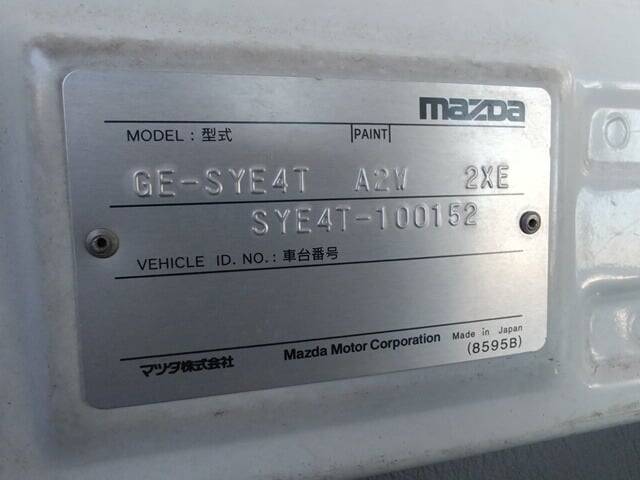 mazda
MODEL : 型式 PAINT
GE-SYE4T A2W 2XE
SYE4T-100152
VEHICLE ID. NO. : 車台番号
マツダ株式会社 Mazda Motor Corporation Made in Japan
(8595B)